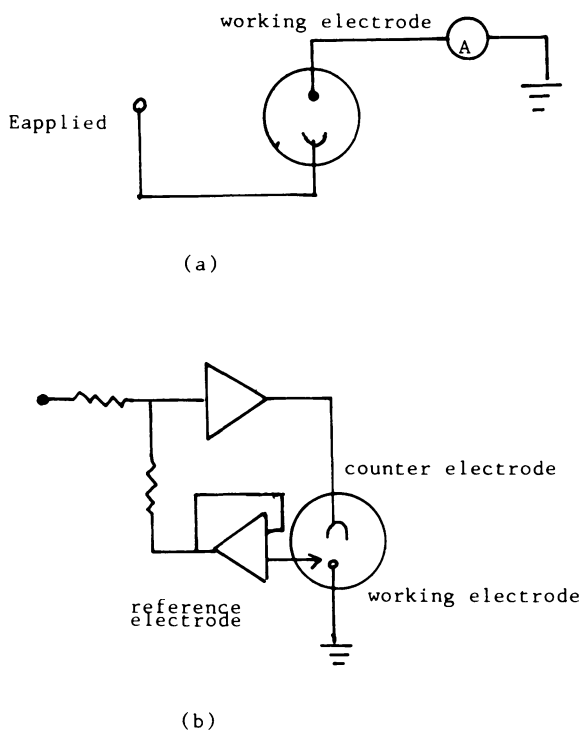 working electrode
A
Eapplied
(a)
counter electrode
working electrode
reference
electrode
(b)